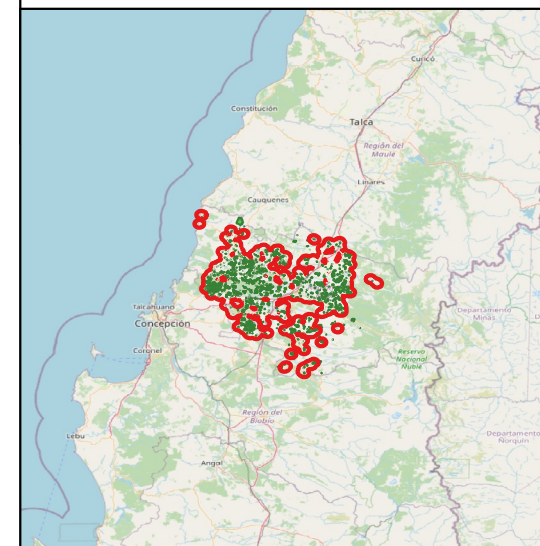 Curicó
Constitución
Talca
Región del
Maule
Linares
Cauquenes
Talcahuano
Concepción
Departamento
Minas
Coronel
Reserva
Nacional
Ñuble
Región del
Biobío
Lebu
Departamento
Ñorquín
Angol